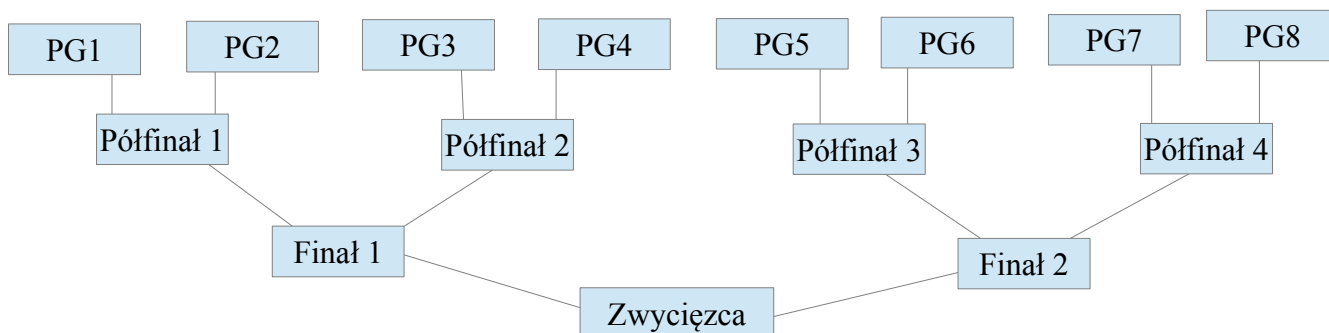 PG1
PG2
PG3
PG4
PG5
PG6
PG7
PG8
Półfinał 1
Półfinał 2
Półfinał 3
Półfinał 4
Finał 1
Finał 2
Zwycięzca